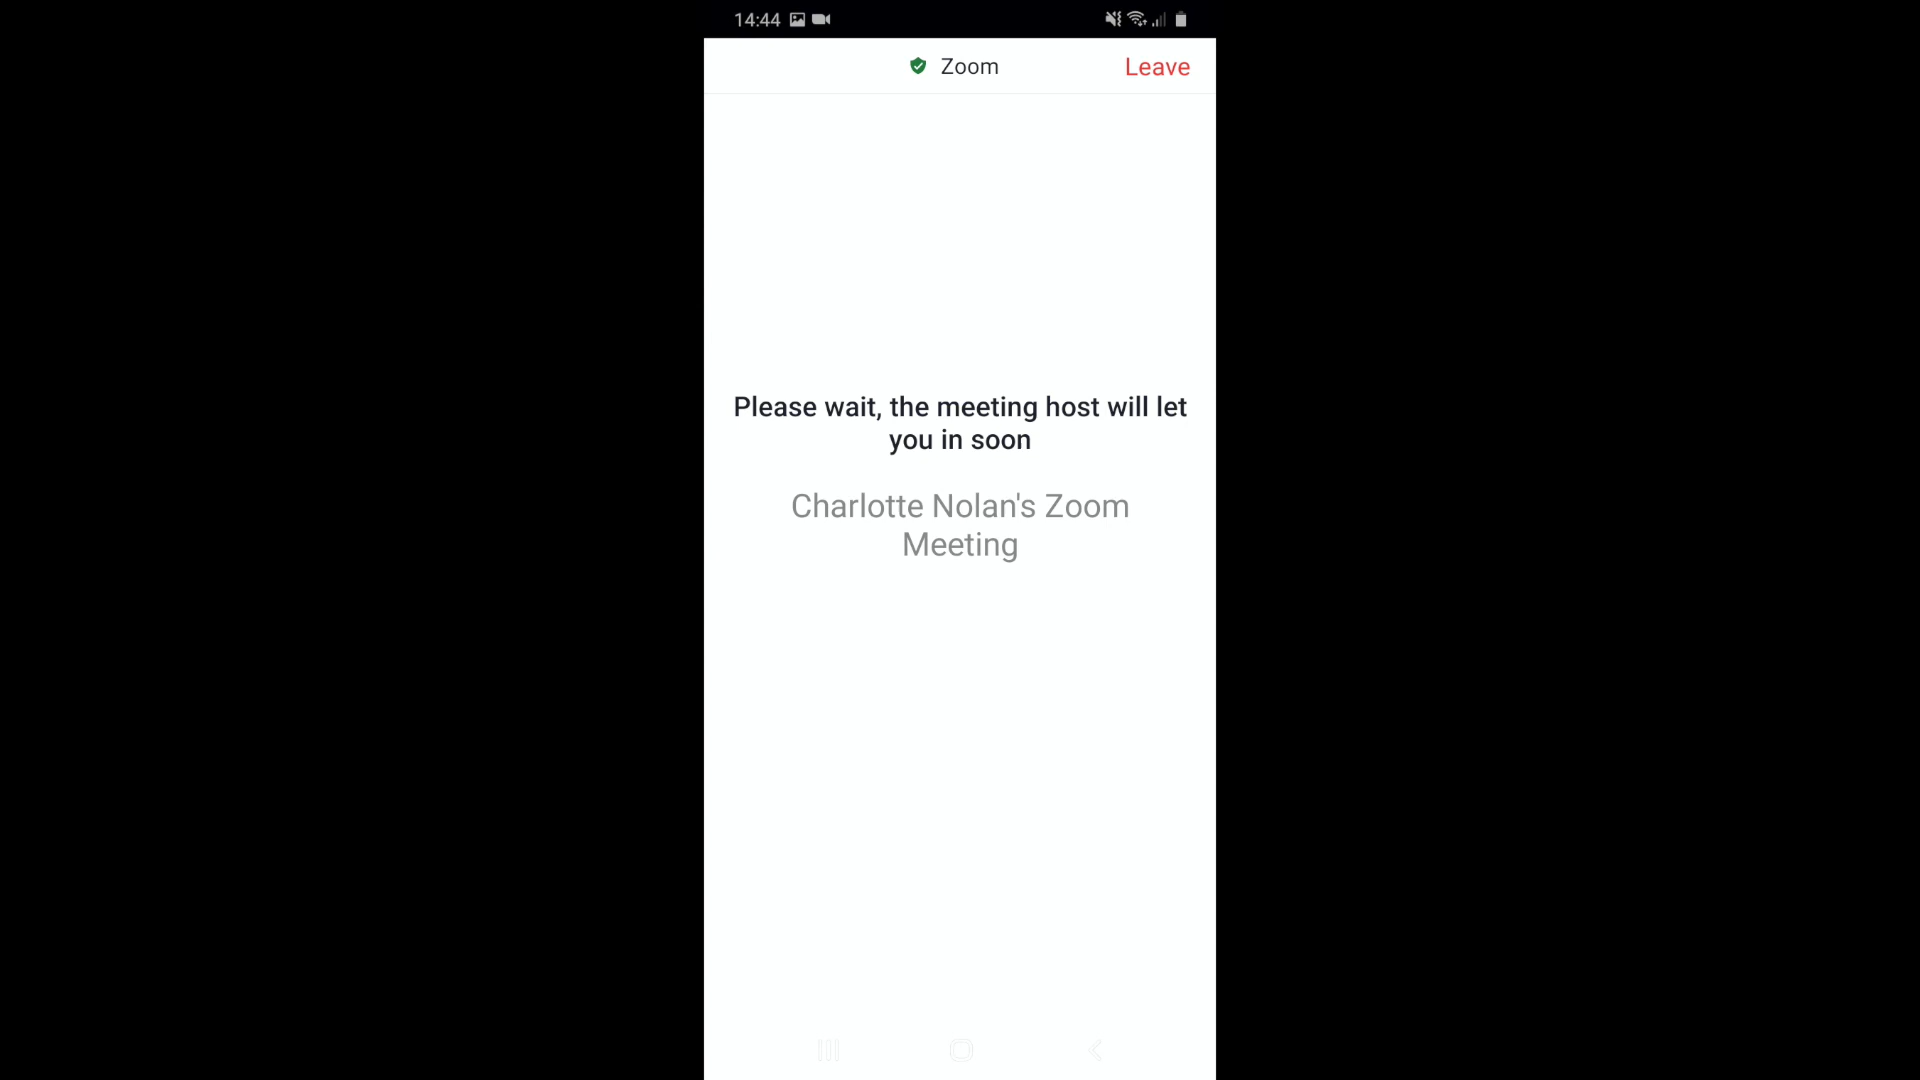 14:44
Zoom
Leave
Please wait, the meeting host will let
you in soon
Charlotte Nolan's Zoom
Meeting